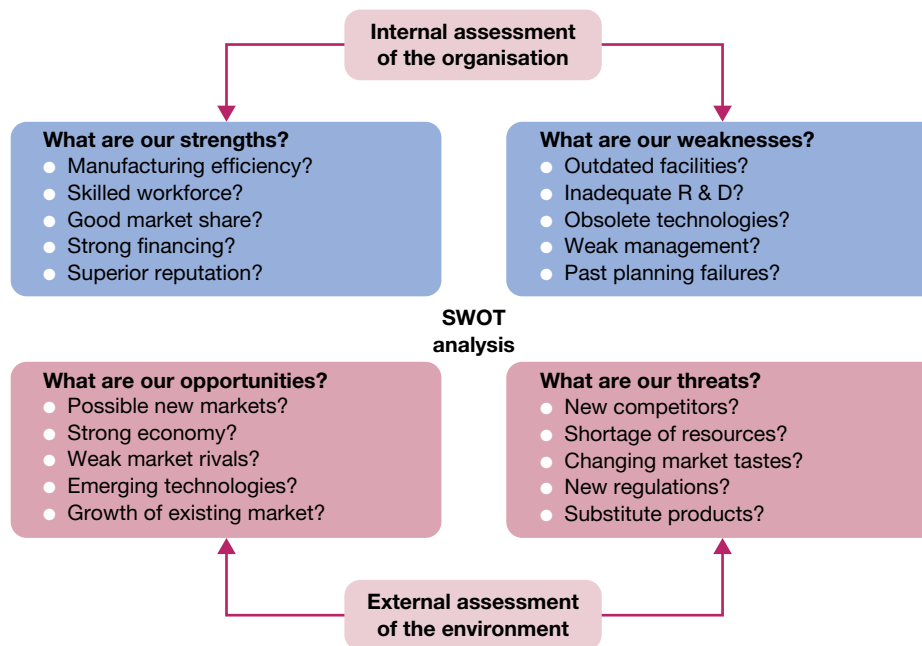 Internal assessment
of the organisation
What are our strengths?
Manufacturing efficiency?
Skilled workforce?
Good market share?
Strong financing?
Superior reputation?
What are our weaknesses?
Outdated facilities?
Inadequate R & D?
Obsolete technologies?
Weak management?
Past planning failures?
SWOT
analysis
What are our opportunities?
Possible new markets?
Strong economy?
Weak market rivals?
Emerging technologies?
Growth of existing market?
What are our threats?
New competitors?
Shortage of resources?
Changing market tastes?
New regulations?
Substitute products?
External assessment
of the environment